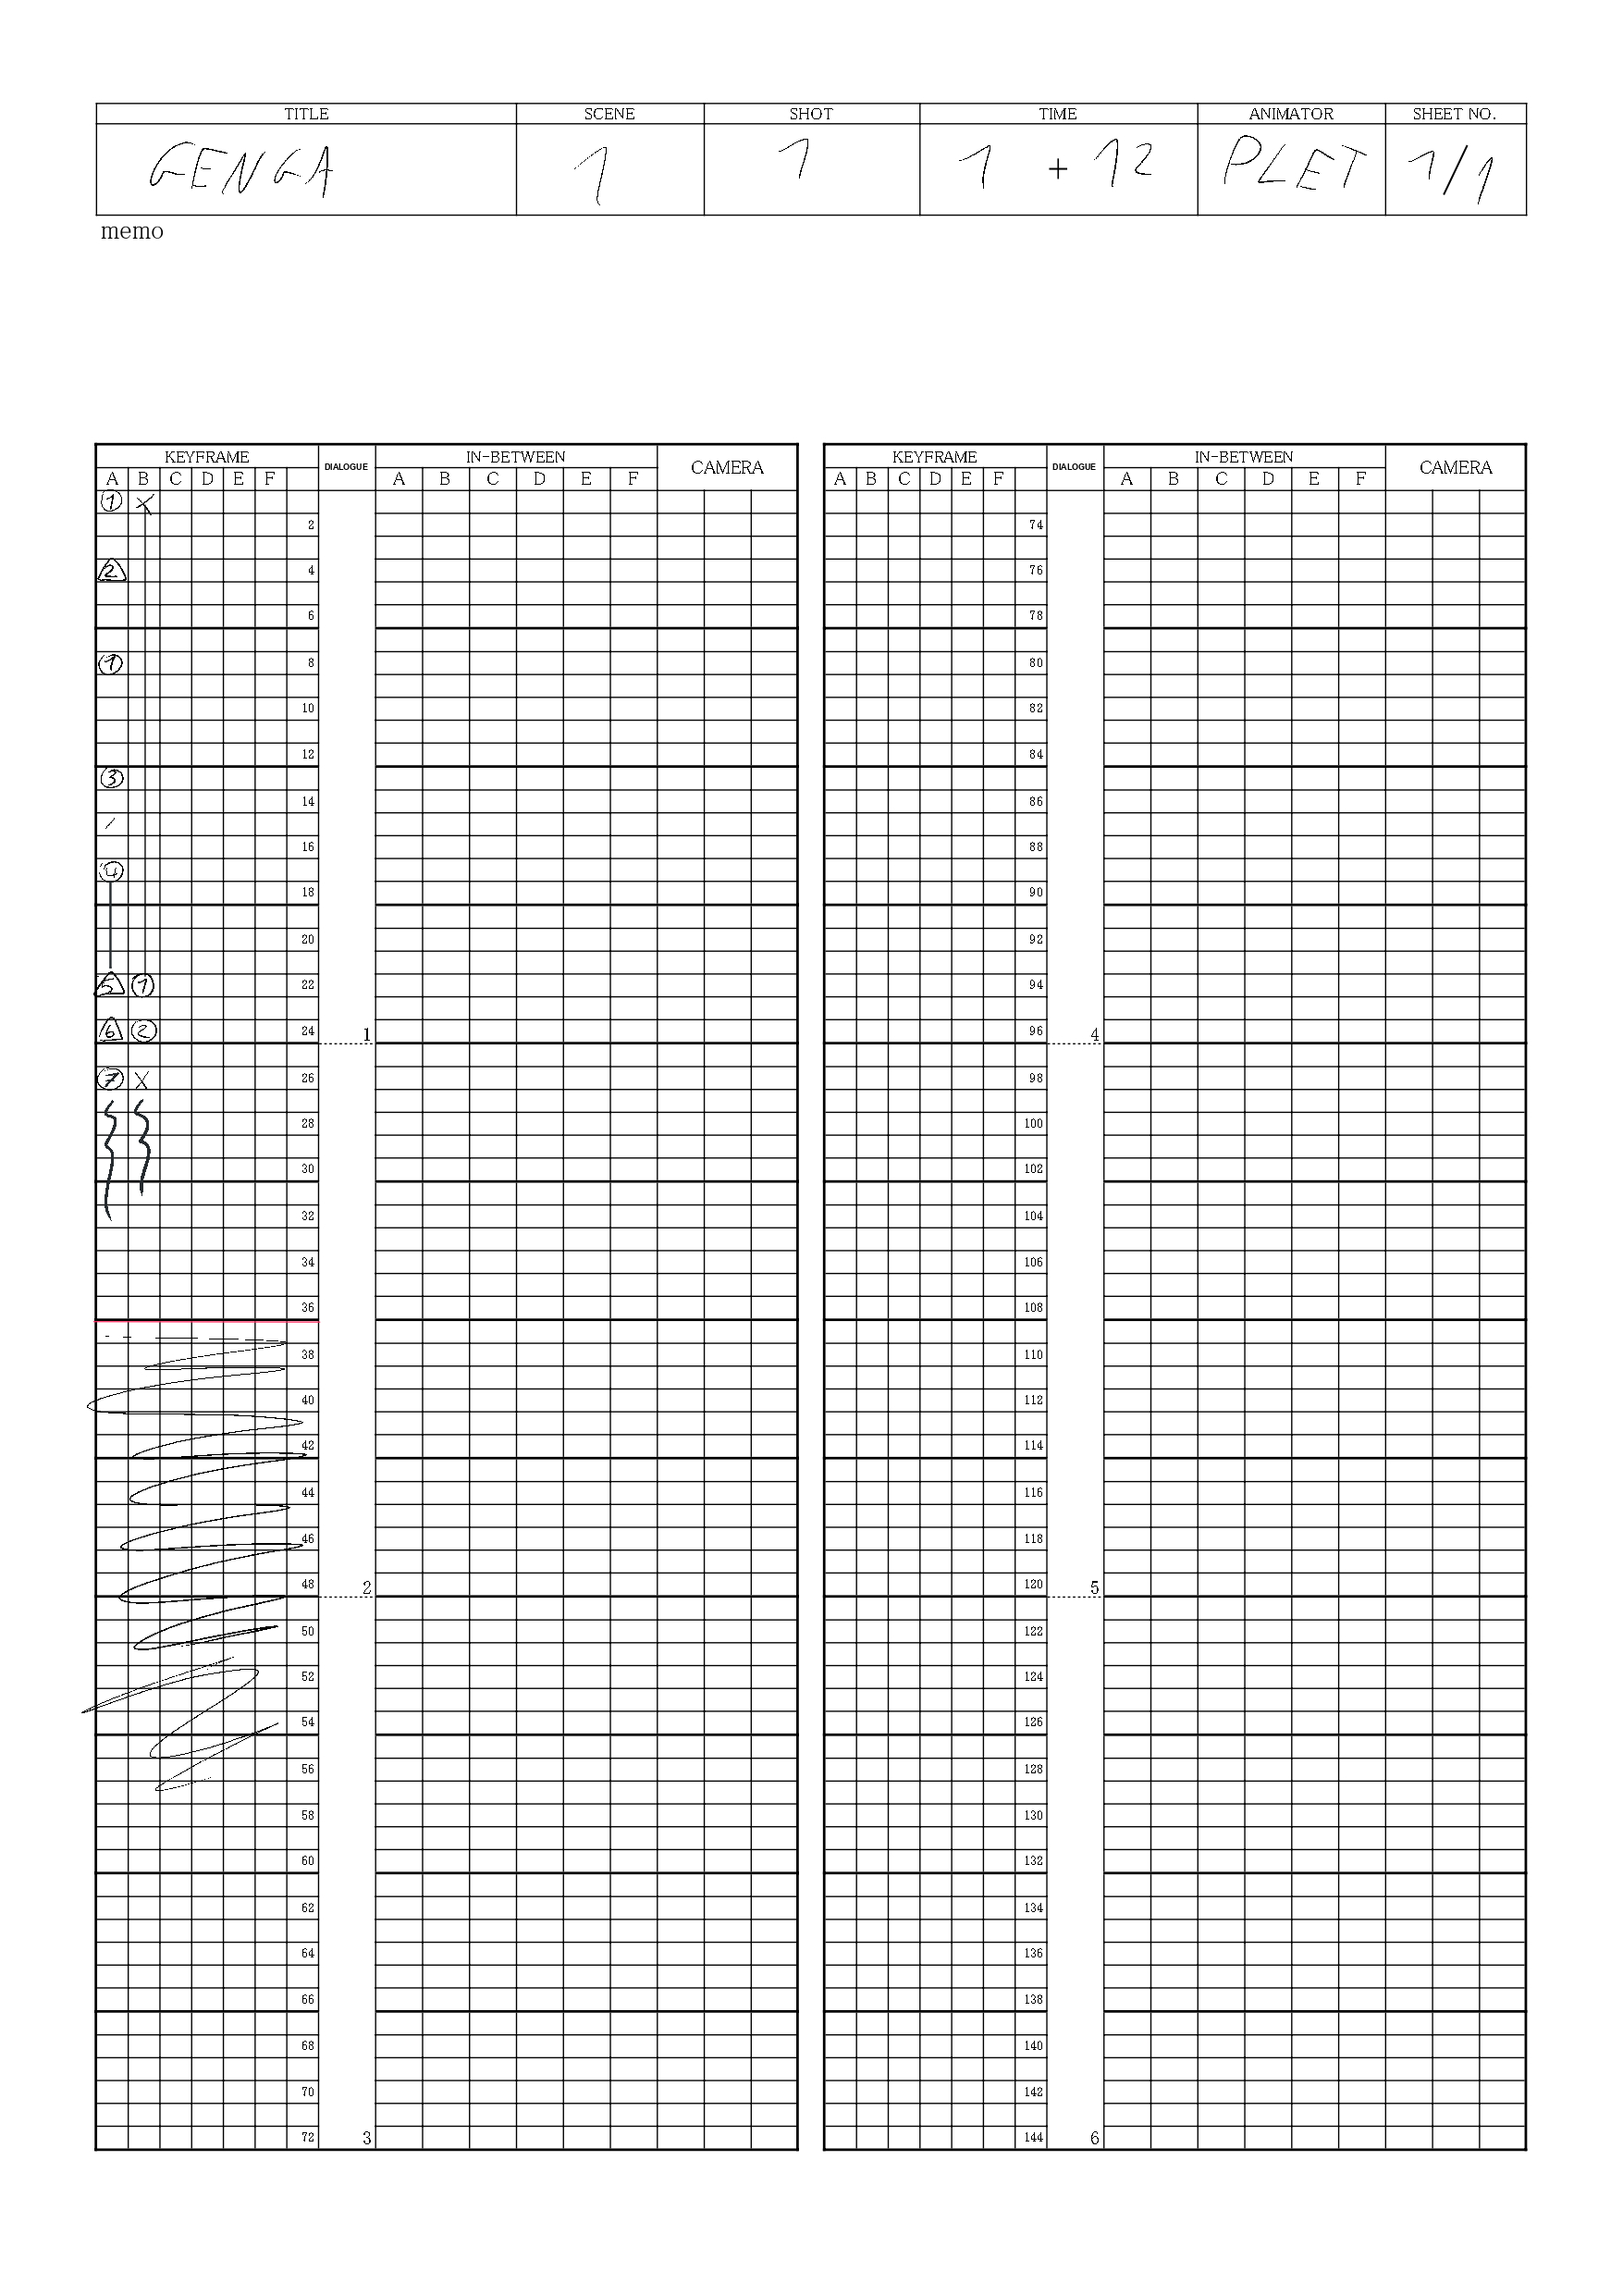 TITLE SCENE SHOT TIME ANIMATOR SHEET NO.
GENGA 1 1 1 + 12 PLET 1/1
memo
KEYFRAME DIALOGUE IN-BETWEEN CAMERA KEYFRAME DIALOGUE IN-BETWEEN CAMERA
A B C D E F A B C D E F A B C D E F A B C D E F
1 X
2 74
2 4 76
6 78
1 8 80
10 82
12 84
3
14 86
16 88
4
18 90
20 92
5 1 22 94
6 2 24 1 96 4
7 X 26 98
28 100
30 102
32 104
34 106
36 108
38 110
40 112
42 114
44 116
46 118
48 2 120 5
50 122
52 124
54 126
56 128
58 130
60 132
62 134
64 136
66 138
68 140
70 142
72 3 144 6